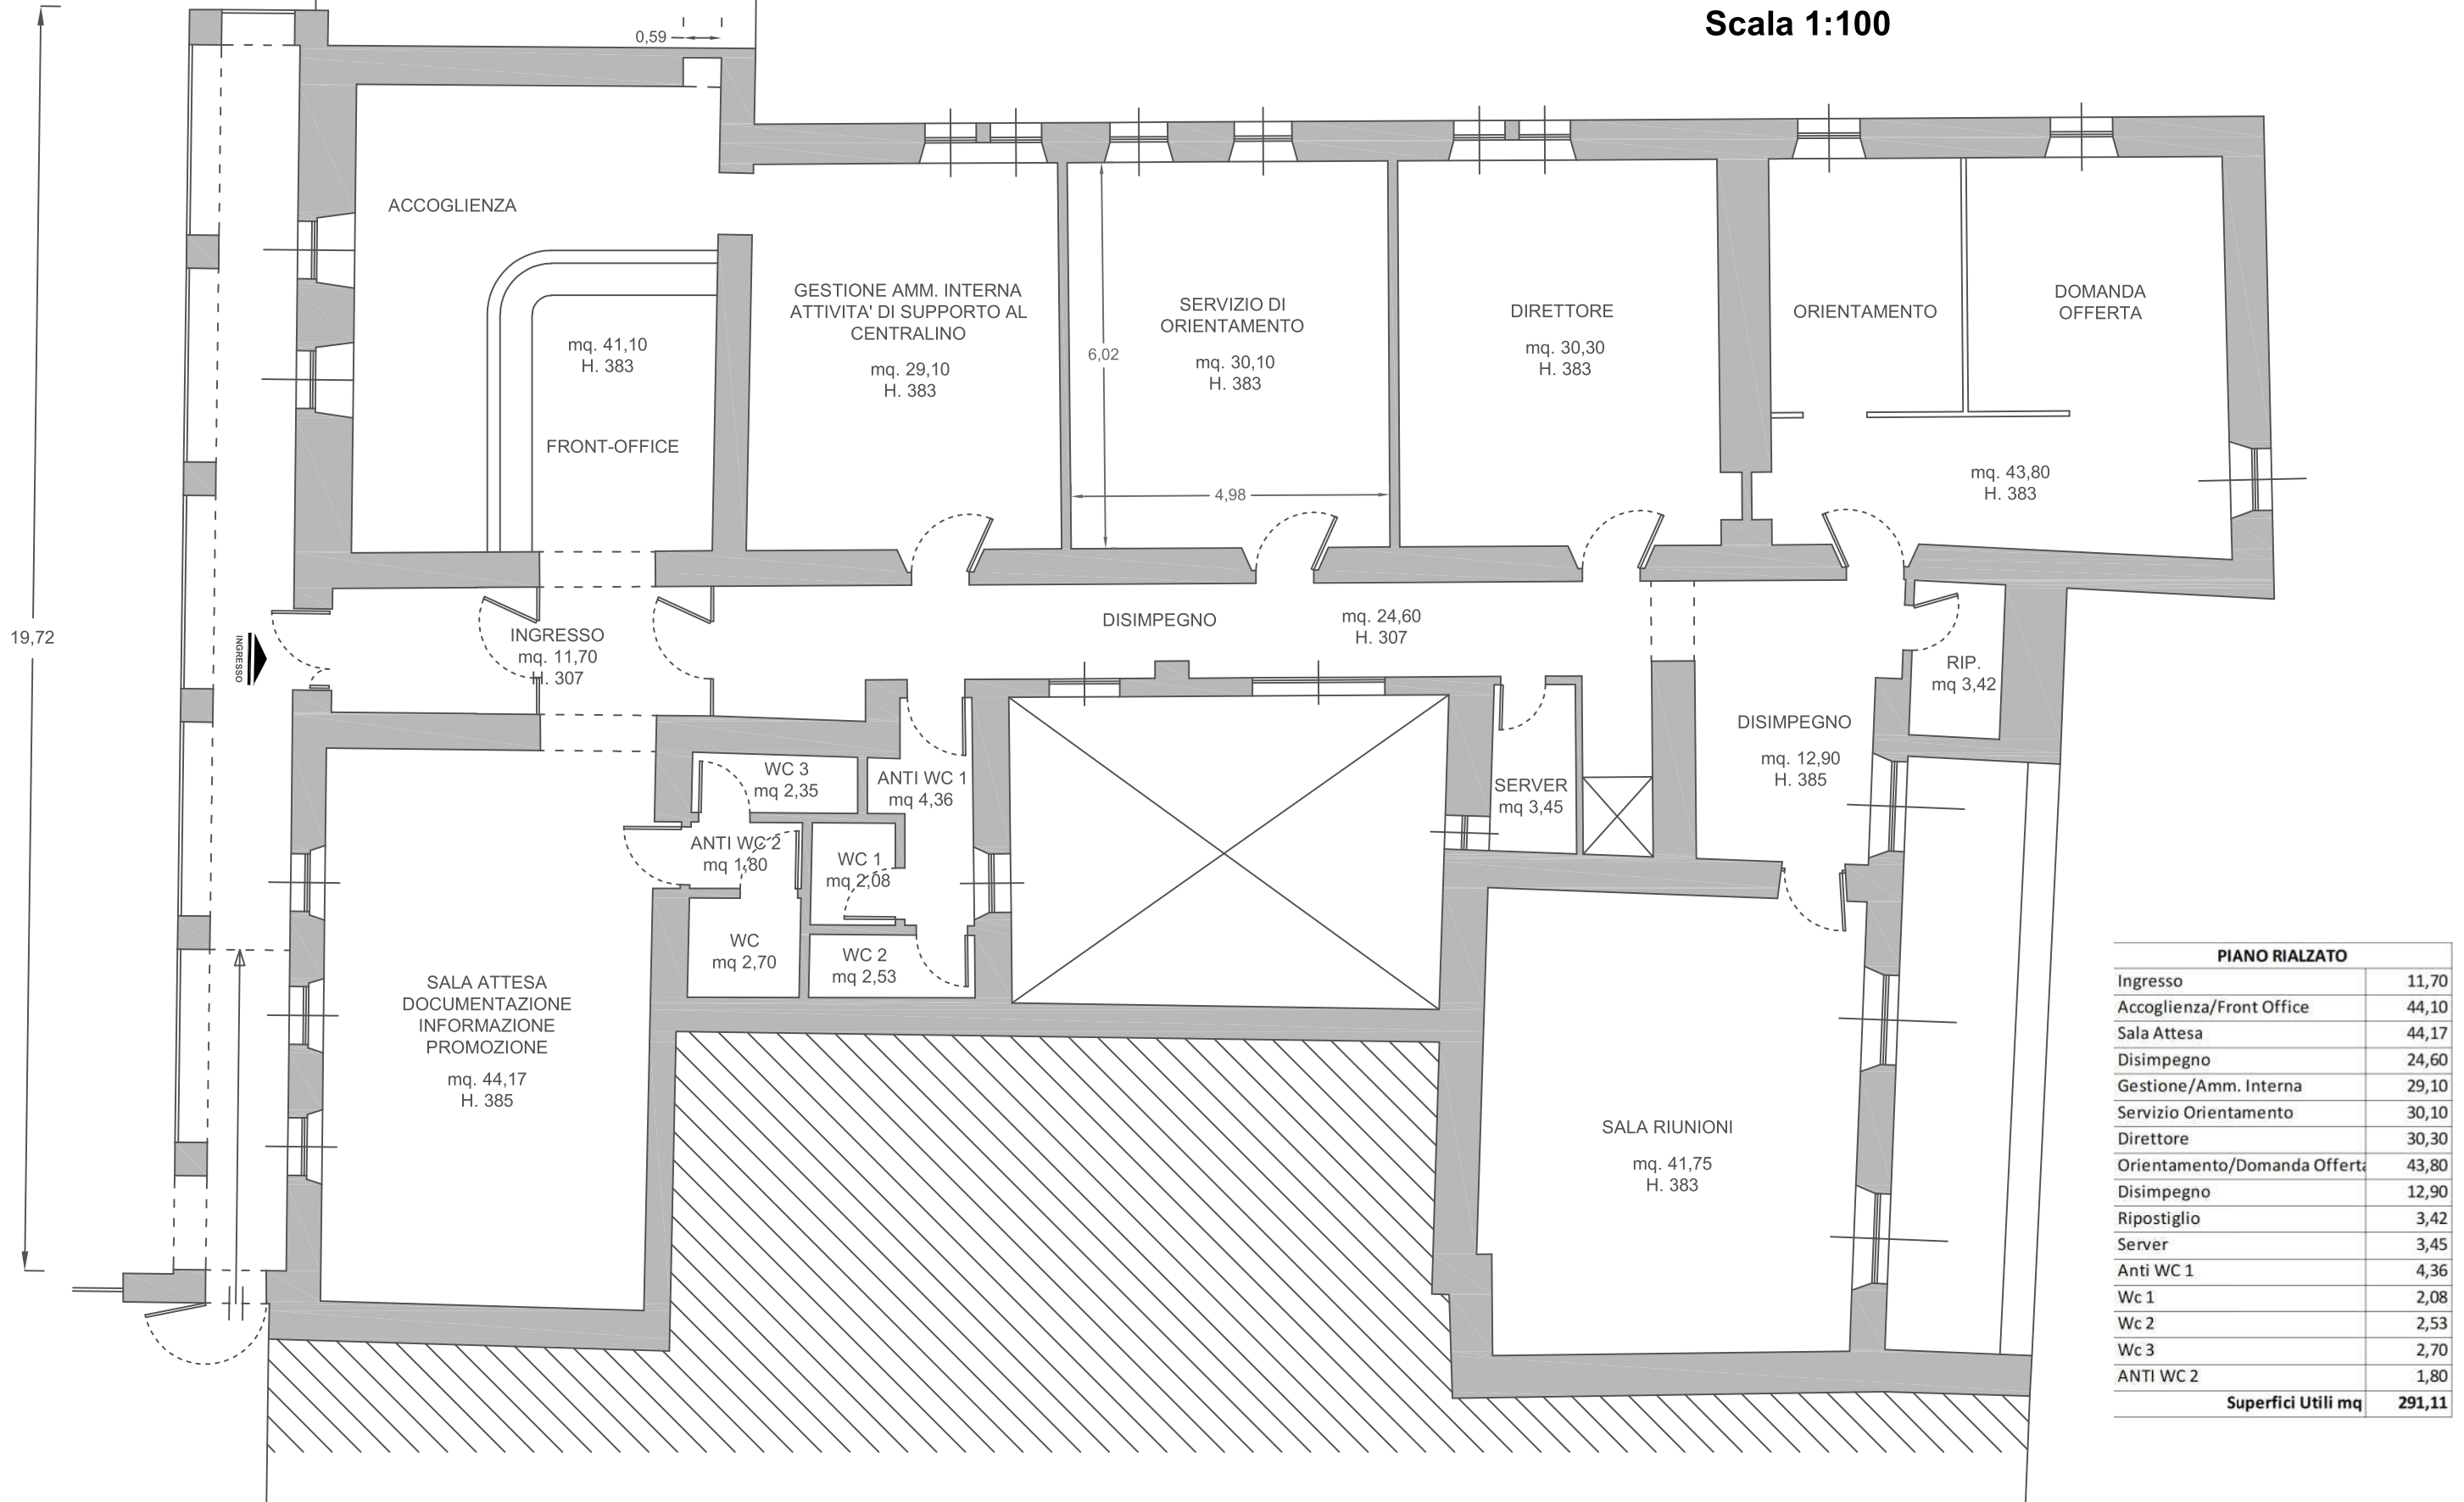 Scala 1:100
0,59
19,72
ACCOGLIENZA
mq. 41,10
H. 383
FRONT-OFFICE
GESTIONE AMM. INTERNA
ATTIVITA' DI SUPPORTO AL
CENTRALINO
mq. 29,10
H. 383
6,02
SERVIZIO DI
ORIENTAMENTO
mq. 30,10
H. 383
4,98
DIRETTORE
mq. 30,30
H. 383
ORIENTAMENTO
DOMANDA
OFFERTA
mq. 43,80
H. 383
INGRESSO
INGRESSO
mq. 11,70
H. 307
DISIMPEGNO
mq. 24,60
H. 307
RIP.
mq 3,42
DISIMPEGNO
mq. 12,90
H. 385
WC 3
mq 2,35
ANTI WC 1
mq 4,36
SERVER
mq 3,45
ANTI WC 2
mq 1,80
WC 1
mq 2,08
WC
mq 2,70
WC 2
mq 2,53
SALA ATTESA
DOCUMENTAZIONE
INFORMAZIONE
PROMOZIONE
mq. 44,17
H. 385
SALA RIUNIONI
mq. 41,75
H. 383
PIANO RIALZATO
Ingresso 11,70
Accoglienza/Front Office 44,10
Sala Attesa 44,17
Disimpegno 24,60
Gestione/Amm. Interna 29,10
Servizio Orientamento 30,10
Direttore 30,30
Orientamento/Domanda Offerta 43,80
Disimpegno 12,90
Ripostiglio 3,42
Server 3,45
Anti WC 1 4,36
Wc 1 2,08
Wc 2 2,53
Wc 3 2,70
ANTI WC 2 1,80
Superfici Utili mq 291,11